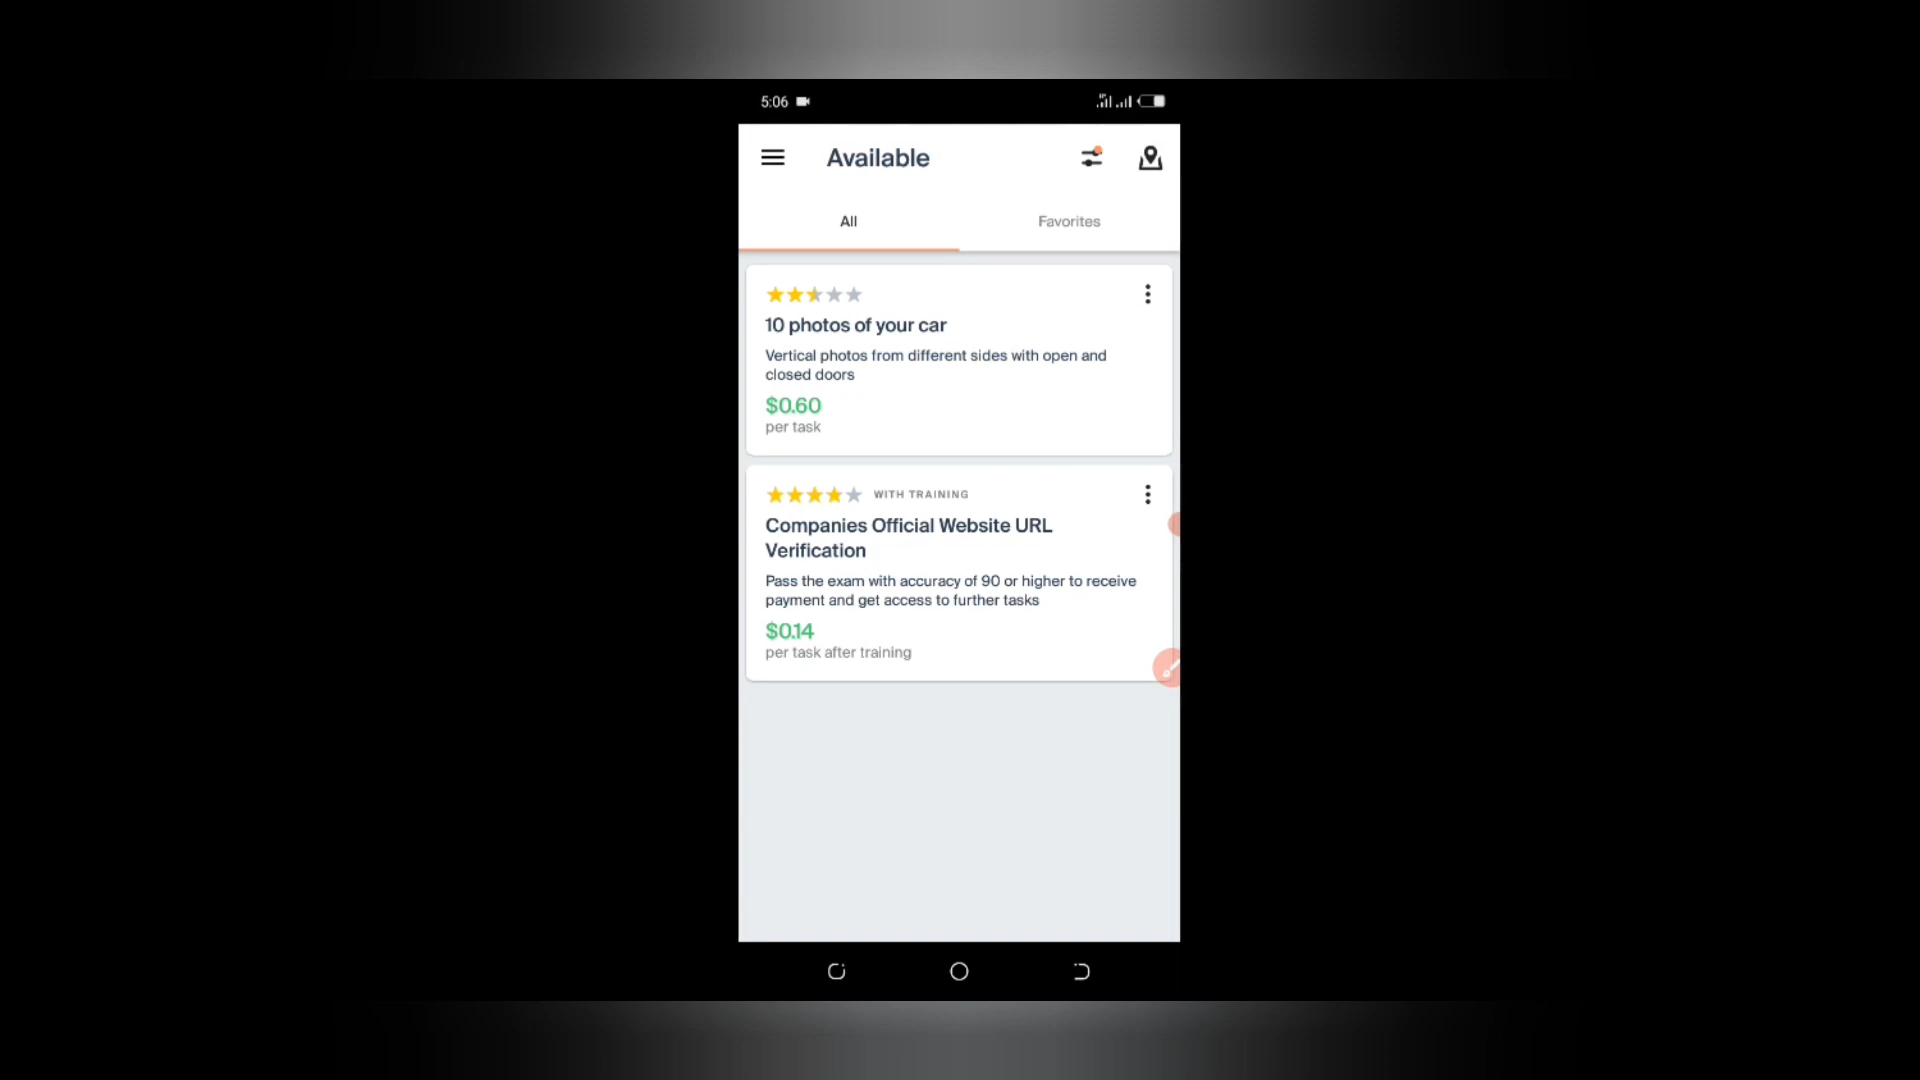 5:06
Available
All
Favorites
10 photos of your car
Vertical photos from different sides with open and
closed doors
$0.60
per task
WITH TRAINING
Companies Official Website URL
Verification
Pass the exam with accuracy of 90 or higher to receive
payment and get access to further tasks
$0.14
per task after training